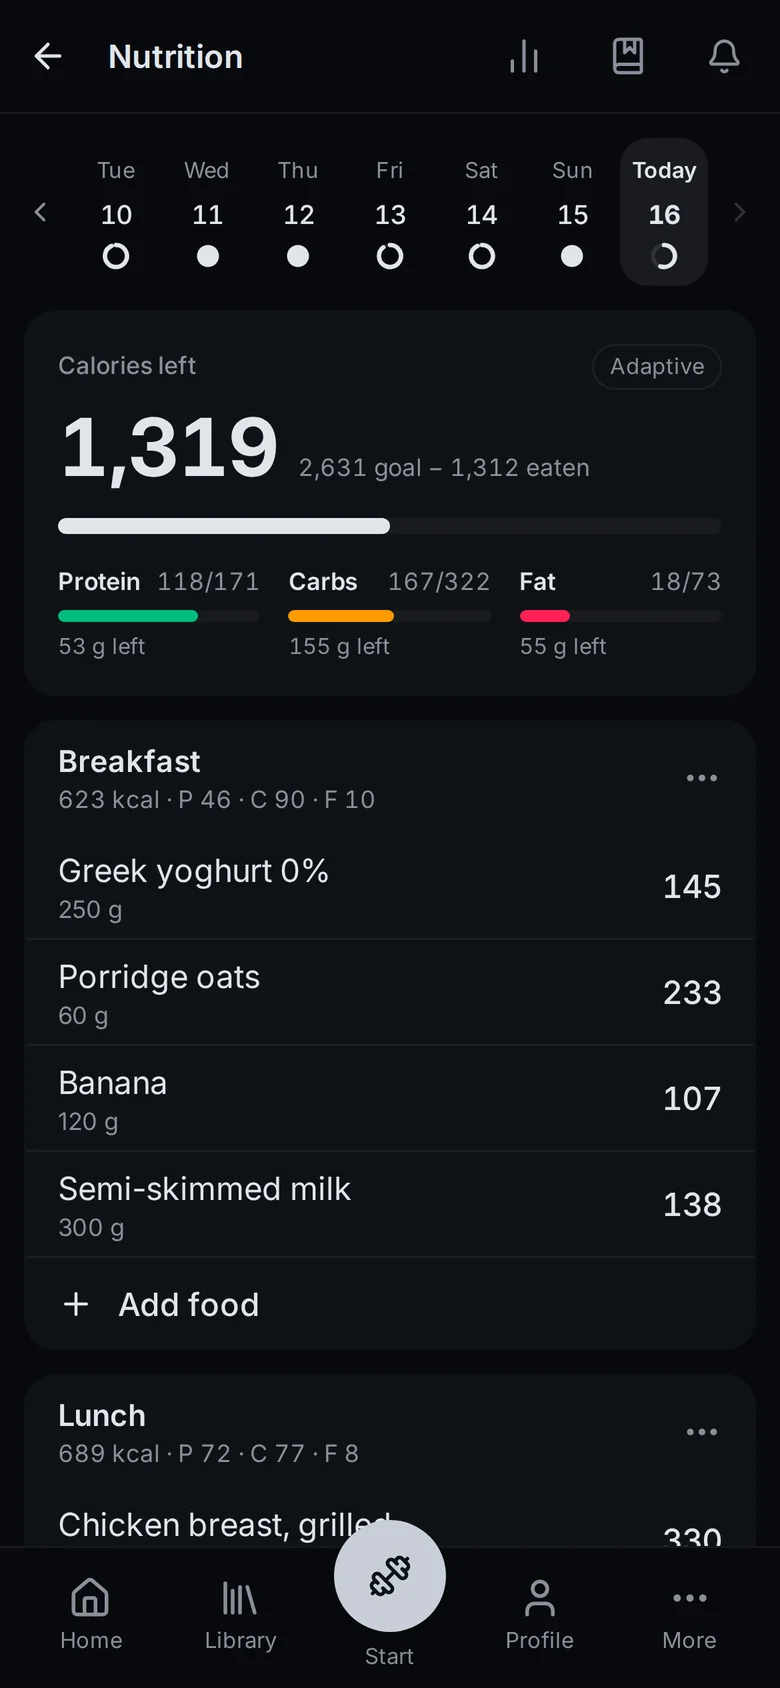 Nutrition
Tue Wed Thu Fri Sat Sun Today
10 11 12 13 14 15 16
Calories left Adaptive
1,319 2,631 goal – 1,312 eaten
Protein 118/171 Carbs 167/322 Fat 18/73
53 g left 155 g left 55 g left
Breakfast
623 kcal · P 46 · C 90 · F 10
Greek yoghurt 0% 145
250 g
Porridge oats 233
60 g
Banana 107
120 g
Semi-skimmed milk 138
300 g
Add food
Lunch
689 kcal · P 72 · C 77 · F 8
Chicken breast, grilled 330
Home Library Start Profile More